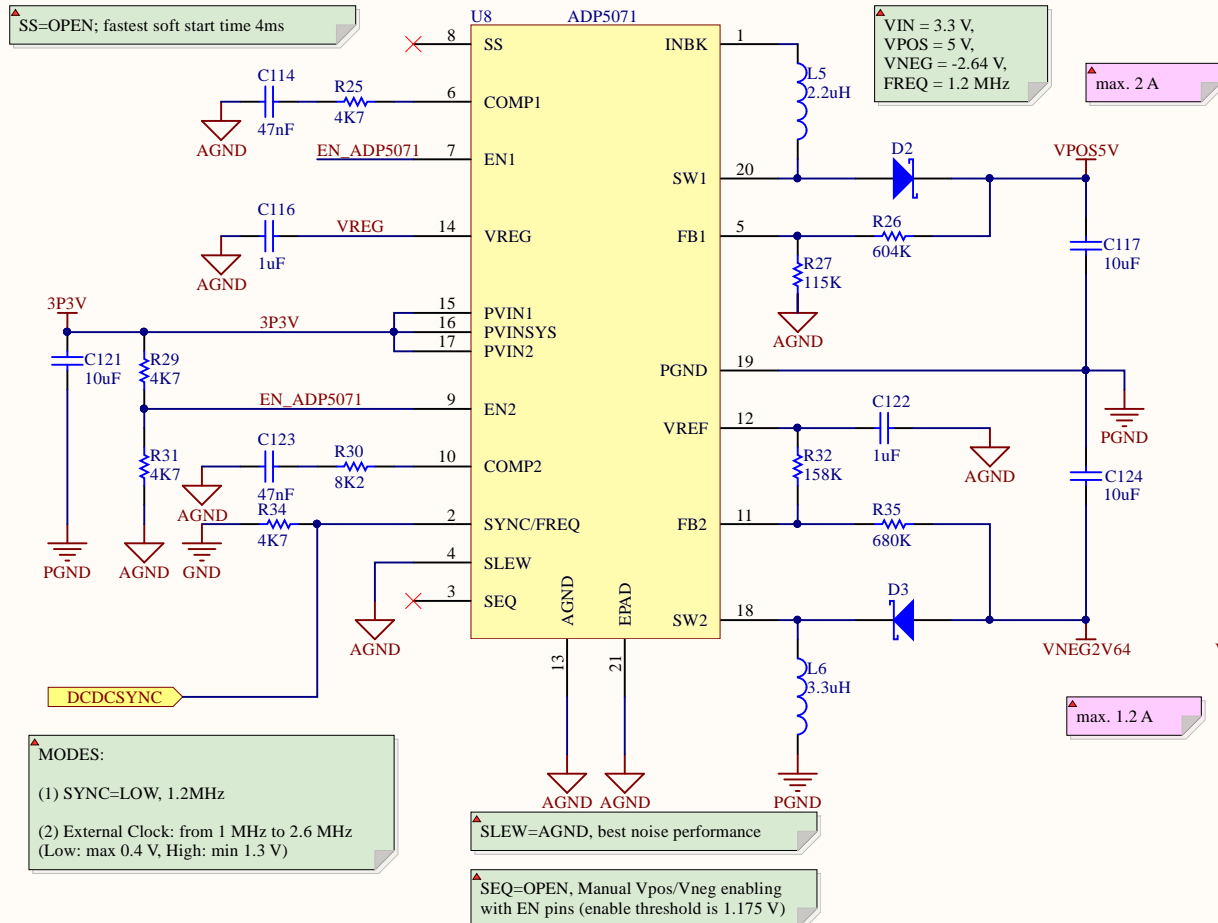 SS=OPEN; fastest soft start time 4ms
U8
ADP5071
VIN = 3.3 V,
VPOS = 5 V,
VNEG = -2.64 V,
FREQ = 1.2 MHz
max. 2 A
8
SS
INBK
1
C114
47nF
AGND
R25
4K7
6
COMP1
L5
2.2uH
EN_ADP5071
7
EN1
D2
VPOS5V
SW1
20
C116
1uF
AGND
VREG
14
VREG
FB1
5
R26
604K
R27
115K
AGND
C117
10uF
3P3V
3P3V
15
PVIN1
16
PVINSYS
17
PVIN2
C121
10uF
R29
4K7
PGND
19
PGND
EN_ADP5071
9
EN2
VREF
12
C122
1uF
AGND
R31
4K7
C123
47nF
AGND
R30
8K2
10
COMP2
R32
158K
C124
10uF
R34
4K7
2
SYNC/FREQ
FB2
11
R35
680K
PGND
AGND
GND
4
SLEW
3
SEQ
AGND
AGND
EPAD
SW2
18
D3
VNEG2V64
V
13
21
L6
3.3uH
DCDCSYNC
max. 1.2 A
MODES:
(1) SYNC=LOW, 1.2MHz
(2) External Clock: from 1 MHz to 2.6 MHz
(Low: max 0.4 V, High: min 1.3 V)
AGND
AGND
PGND
SLEW=AGND, best noise performance
SEQ=OPEN, Manual Vpos/Vneg enabling
with EN pins (enable threshold is 1.175 V)